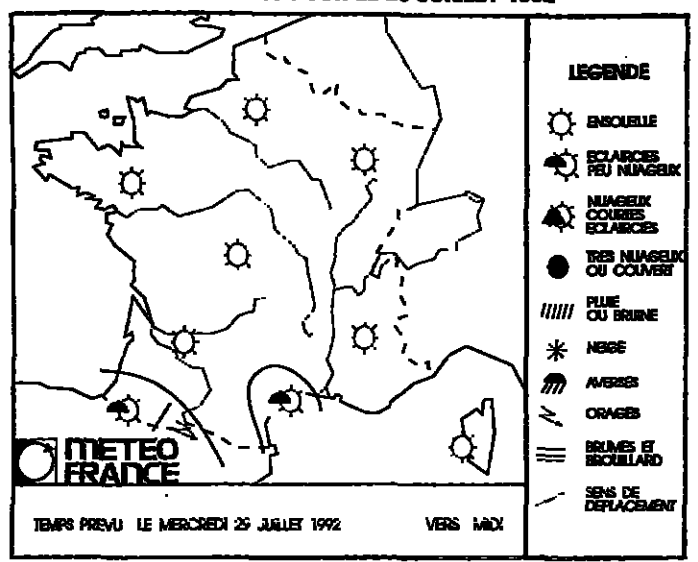 LEGENDE
ENSOLEILLE
ECLAIRCIES
PEU NUAGEUX
NUAGEUX
COURTES
ECLAIRCIES
TRES NUAGEUX
OU COUVERT
PLUIE
OU BRUINE
NEIGE
AVERSES
ORAGES
BRUMES ET
BROUILLARD
SENS DE
DEPLACEMENT
METEO
FRANCE
TEMPS PREVU LE MERCREDI 29 JUILLET 1992 VERS MIDI